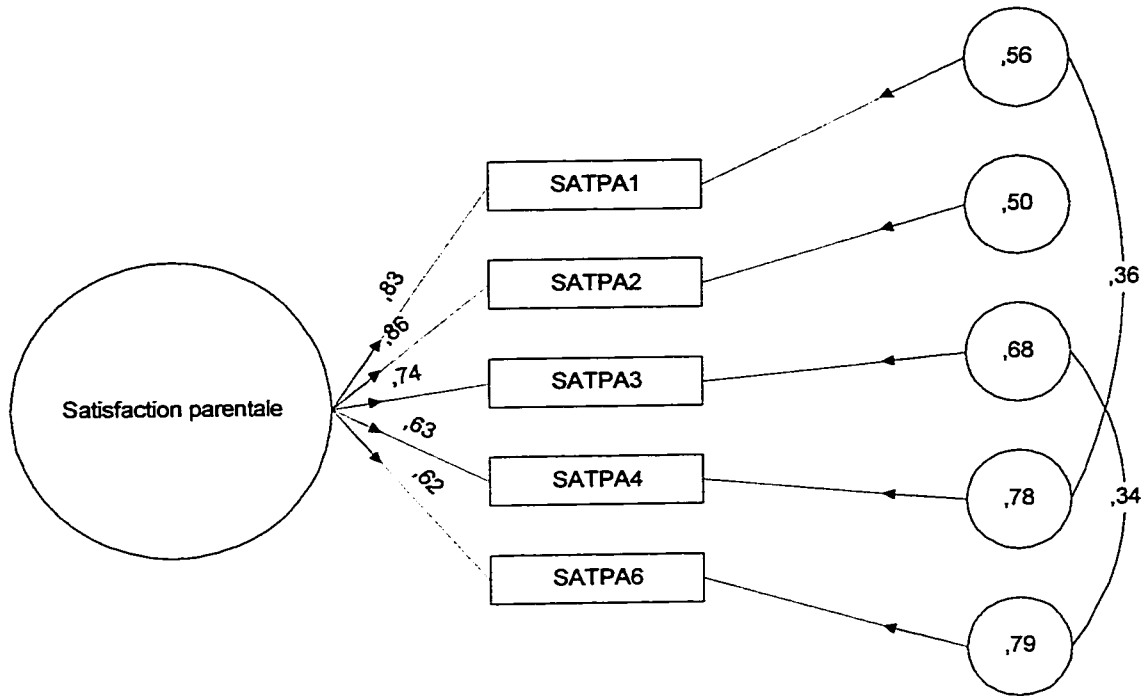 ,56
SATPA1
,50
,83
SATPA2
,36
,86
,68
,74
SATPA3
Satisfaction parentale
,63
SATPA4
,62
,78
,34
SATPA6
,79